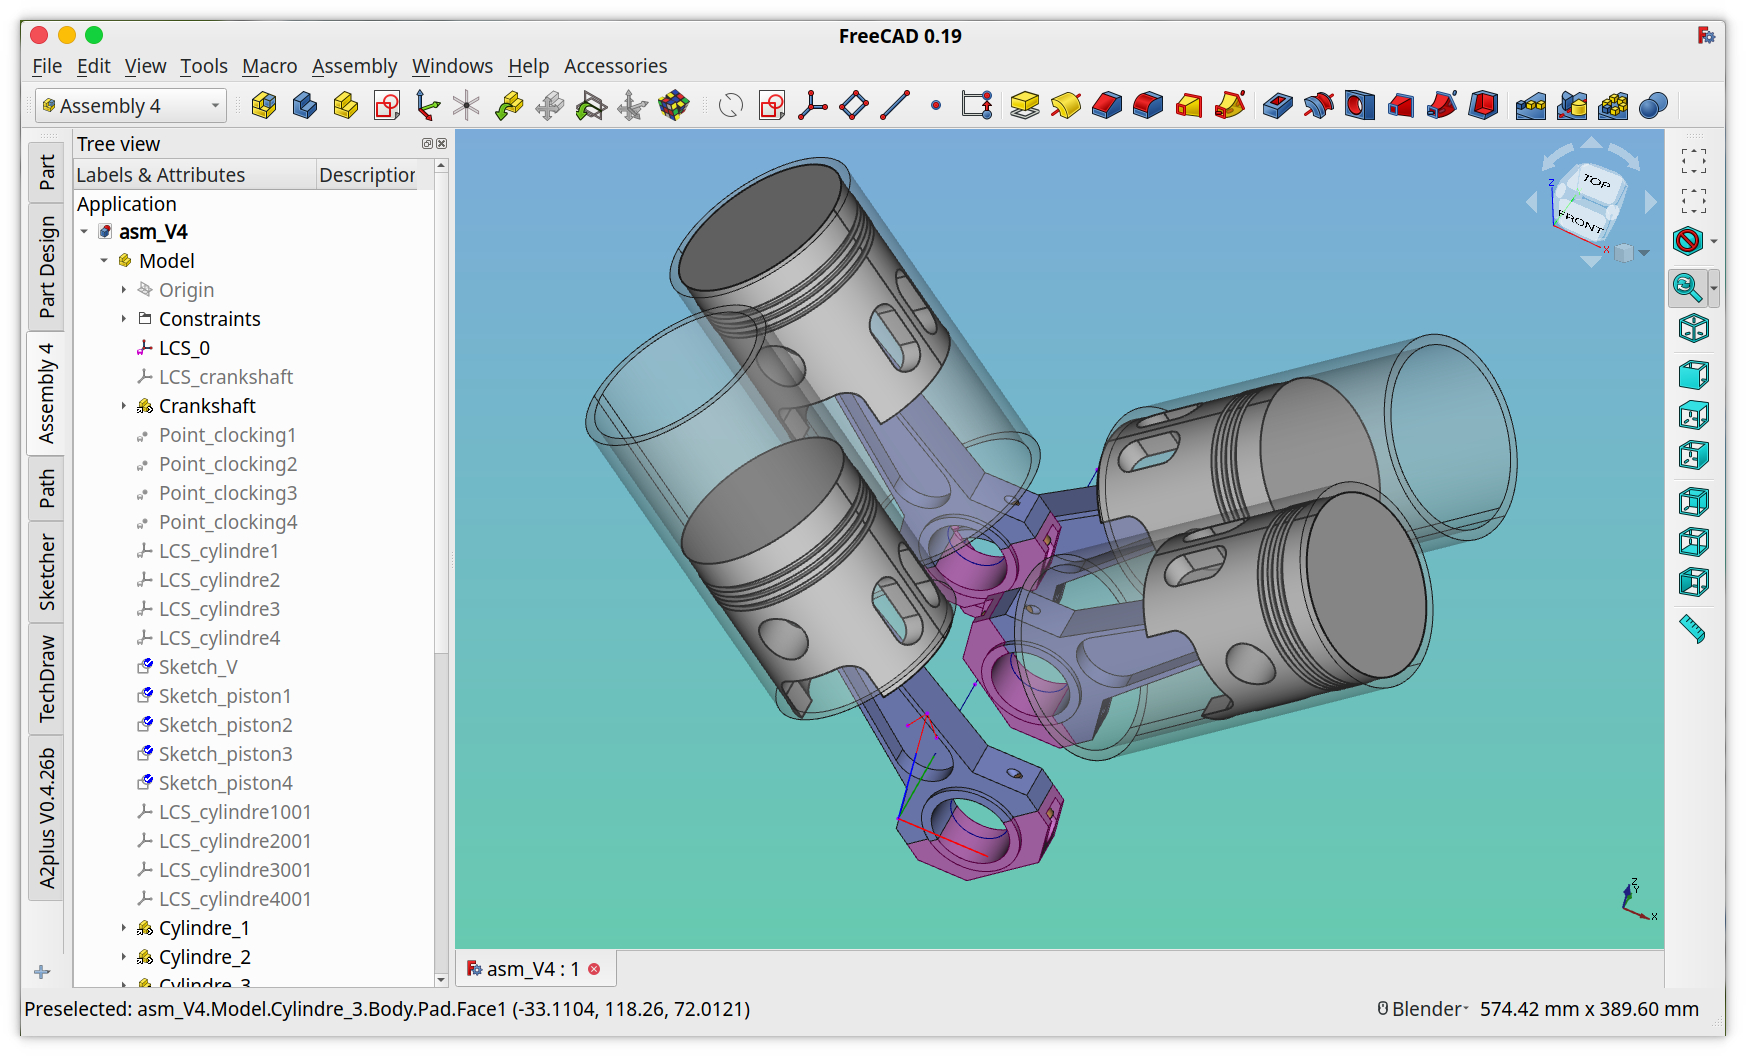 FreeCAD 0.19
File Edit View Tools Macro Assembly Windows Help Accessories
Assembly 4
Part
Part Design
Assembly 4
Path
Sketcher
TechDraw
A2plus V0.4.26b
Tree view
Labels & Attributes Description
Application
asm_V4
Model
Origin
Constraints
LCS_0
LCS_crankshaft
Crankshaft
Point_clocking1
Point_clocking2
Point_clocking3
Point_clocking4
LCS_cylindre1
LCS_cylindre2
LCS_cylindre3
LCS_cylindre4
Sketch_V
Sketch_piston1
Sketch_piston2
Sketch_piston3
Sketch_piston4
LCS_cylindre1001
LCS_cylindre2001
LCS_cylindre3001
LCS_cylindre4001
Cylindre_1
Cylindre_2
Cylindre_3
TOP
FRONT
Z
X
Z
Y
X
asm_V4 : 1
Preselected: asm_V4.Model.Cylindre_3.Body.Pad.Face1 (-33.1104, 118.26, 72.0121)
Blender
574.42 mm x 389.60 mm